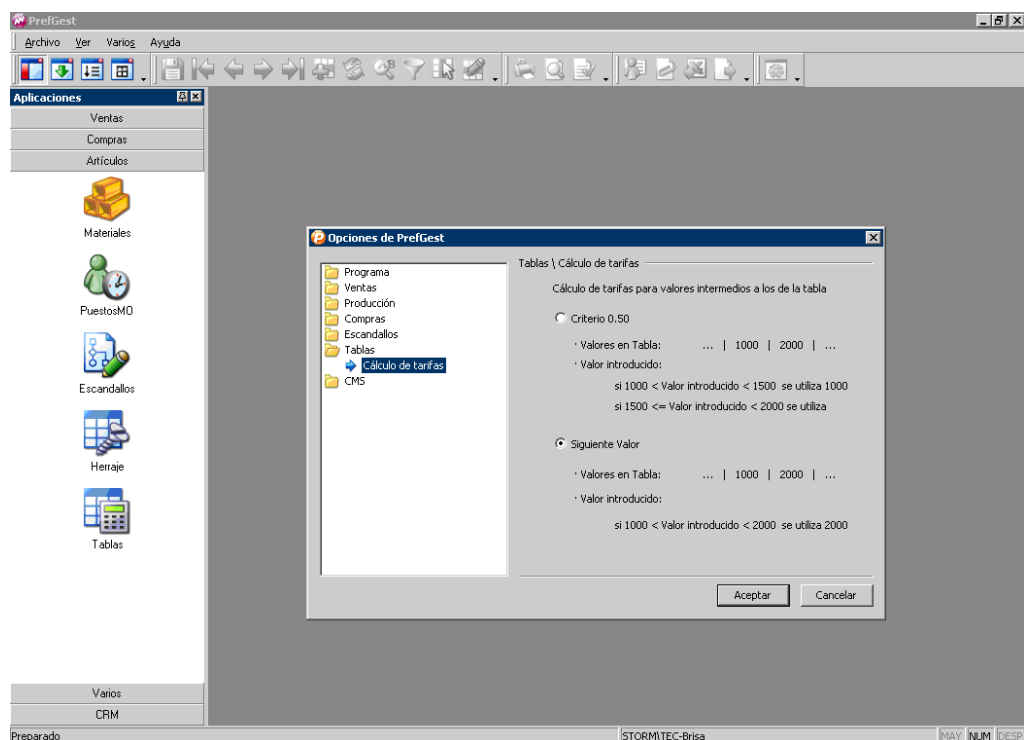 PrefGest
Archivo Ver Varios Ayuda
Aplicaciones
Ventas
Compras
Artículos
Materiales
PuestosMO
Escandallos
Herraje
Tablas
Varios
CRM
Opciones de PrefGest
Programa
Ventas
Producción
Compras
Escandallos
Tablas
Cálculo de tarifas
CMS
Tablas \ Cálculo de tarifas
Cálculo de tarifas para valores intermedios a los de la tabla
Criterio 0.50
· Valores en Tabla: ... | 1000 | 2000 | ...
· Valor introducido:
si 1000 < Valor introducido < 1500 se utiliza 1000
si 1500 <= Valor introducido < 2000 se utiliza
Siguiente Valor
· Valores en Tabla: ... | 1000 | 2000 | ...
· Valor introducido:
si 1000 < Valor introducido < 2000 se utiliza 2000
Aceptar Cancelar
Preparado STORM\TEC-Brisa MAY NUM DESP